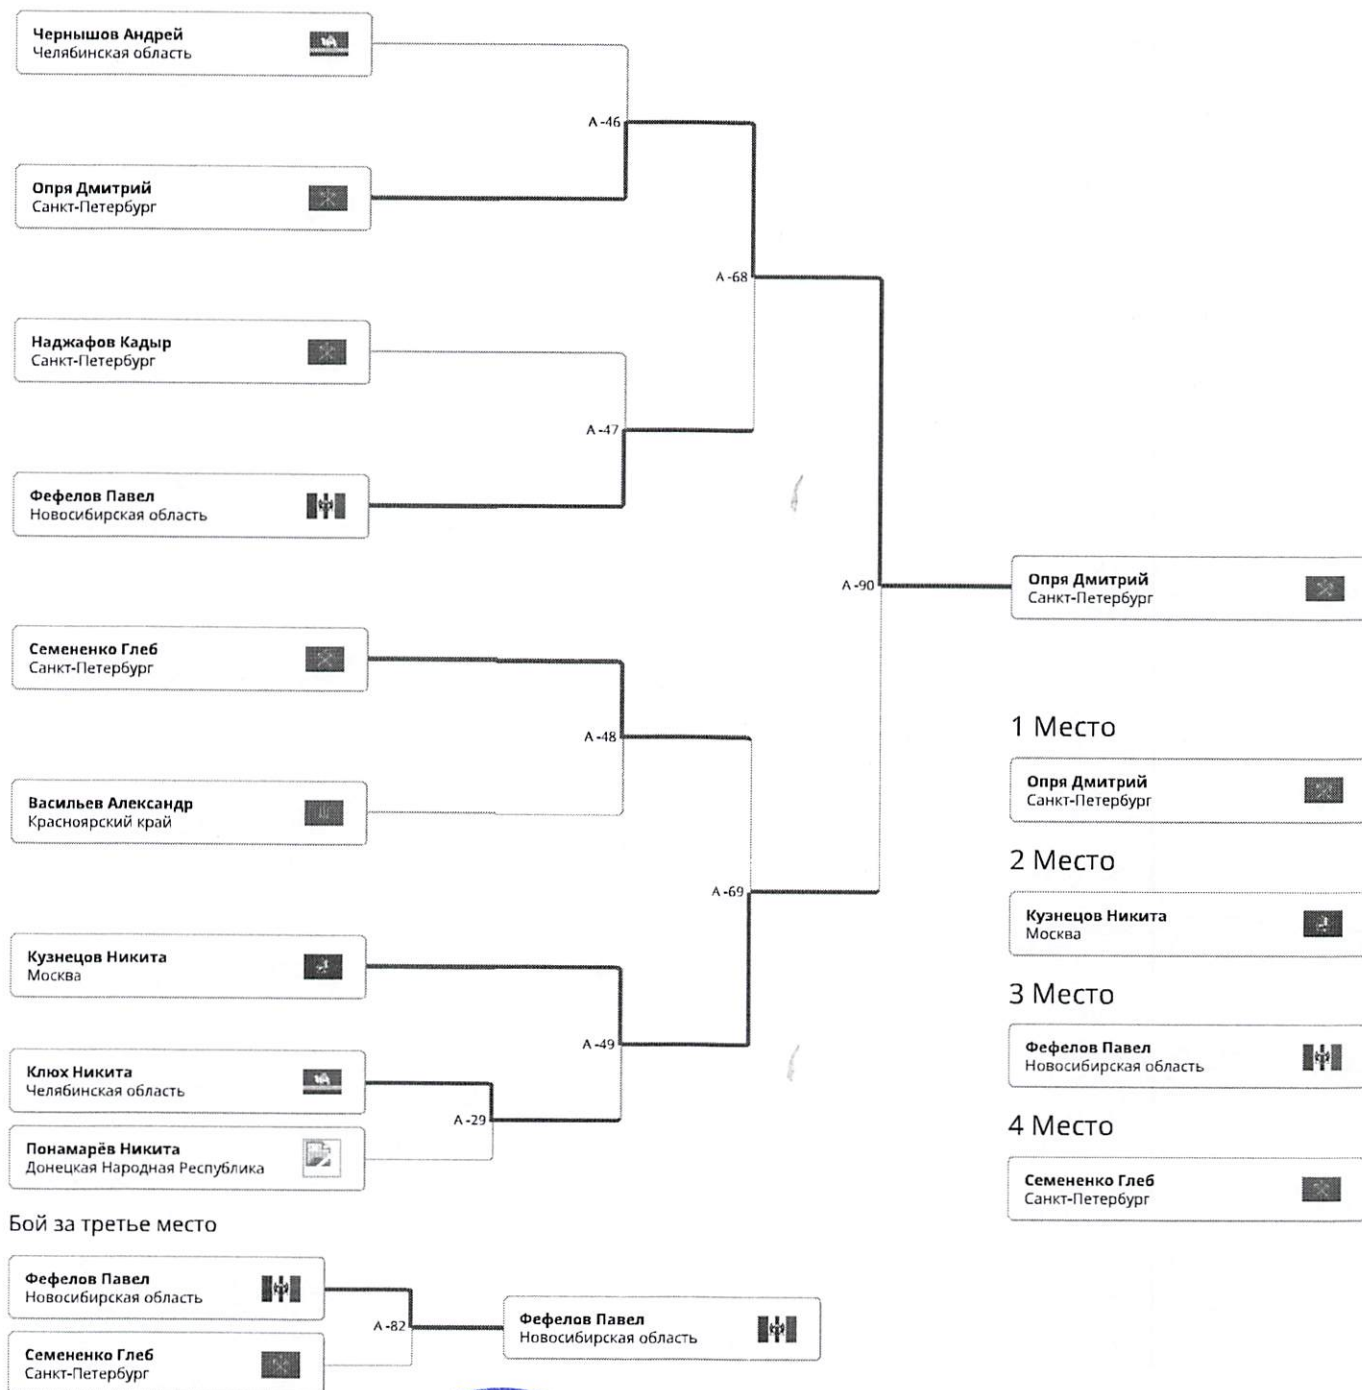 Чернышов Андрей
Челябинская область
А -46
Опря Дмитрий
Санкт-Петербург
А -68
Наджафов Кадыр
Санкт-Петербург
А -47
Фефелов Павел
Новосибирская область
А -90
Опря Дмитрий
Санкт-Петербург
Семененко Глеб
Санкт-Петербург
А -48
Васильев Александр
Красноярский край
А -69
Кузнецов Никита
Москва
А -49
Клюх Никита
Челябинская область
А -29
Понамарёв Никита
Донецкая Народная Республика
1 Место
Опря Дмитрий
Санкт-Петербург
2 Место
Кузнецов Никита
Москва
3 Место
Фефелов Павел
Новосибирская область
4 Место
Семененко Глеб
Санкт-Петербург
Бой за третье место
Фефелов Павел
Новосибирская область
А -82
Фефелов Павел
Новосибирская область
Семененко Глеб
Санкт-Петербург